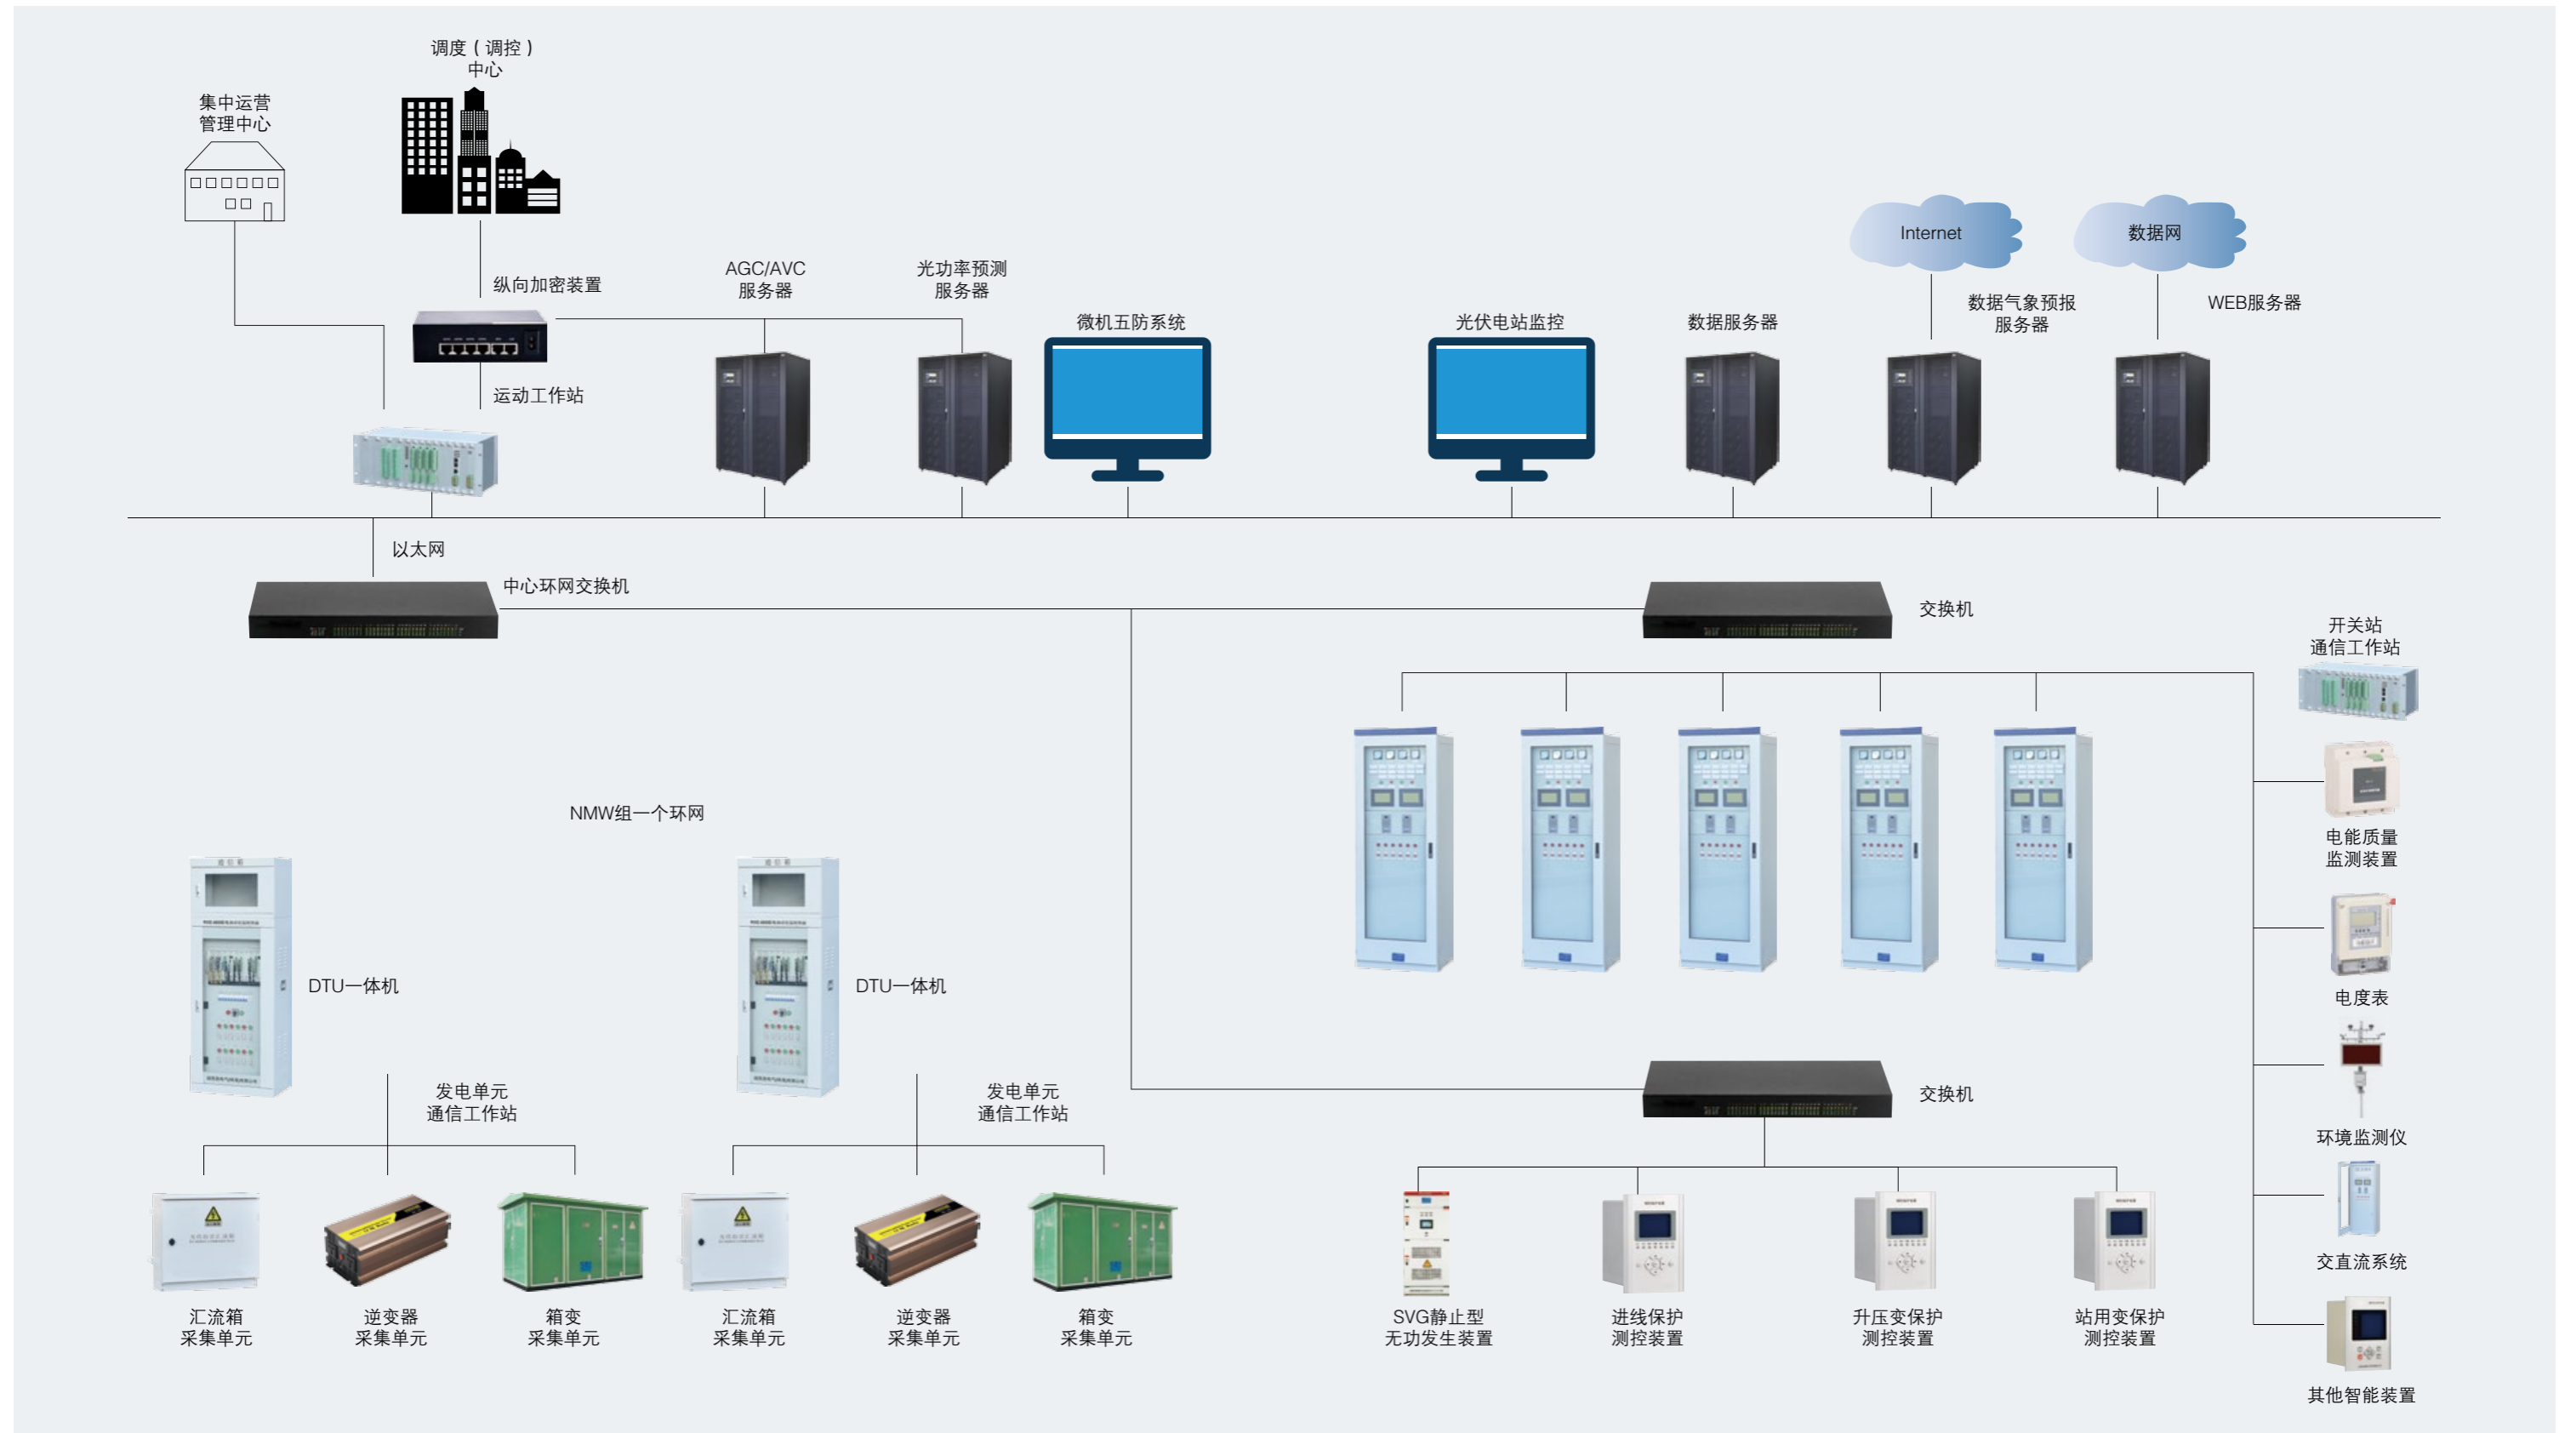 调度（调控）
中心
集中运营
管理中心
纵向加密装置
运动工作站
AGC/AVC
服务器
光功率预测
服务器
微机五防系统
光伏电站监控
数据服务器
Internet
数据气象预报
服务器
数据网
WEB服务器
以太网
中心环网交换机
交换机
开关站
通信工作站
电能质量
监测装置
电度表
环境监测仪
交直流系统
其他智能装置
NMW组一个环网
DTU一体机
DTU一体机
发电单元
通信工作站
发电单元
通信工作站
交换机
汇流箱
采集单元
逆变器
采集单元
箱变
采集单元
汇流箱
采集单元
逆变器
采集单元
箱变
采集单元
SVG静止型
无功发生装置
进线保护
测控装置
升压变保护
测控装置
站用变保护
测控装置